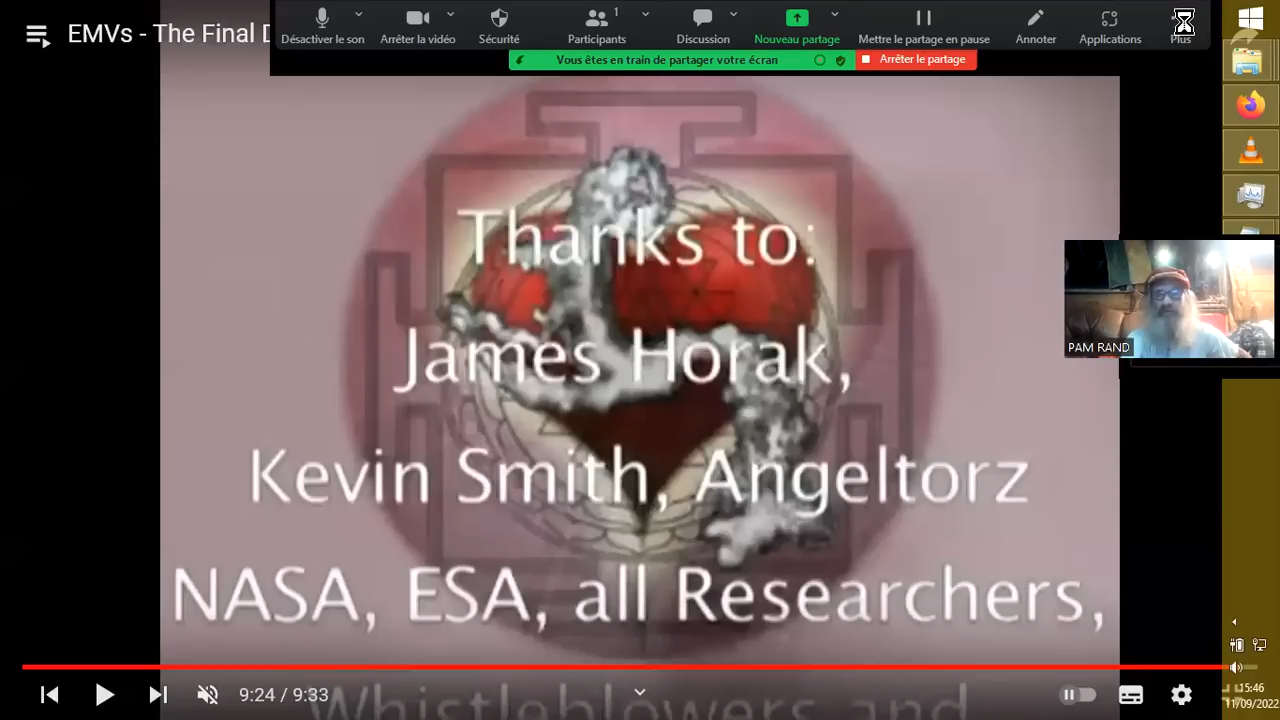 EMVs - The Final D
1
Désactiver le son
Arrêter la vidéo
Sécurité
Participants
Discussion
Nouveau partage
Mettre le partage en pause
Annoter
Applications
Plus
Vous êtes en train de partager votre écran
Arrêter le partage
Thanks to:
James Horak,
Kevin Smith, Angeltorz
NASA, ESA, all Researchers,
Whistleblowers and
PAM RAND
9:24 / 9:33
15:46
11/09/2022